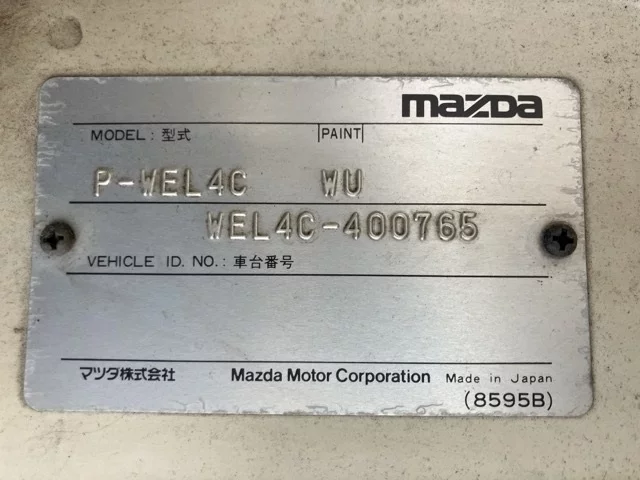 mazda
MODEL : 型式 |PAINT|
P-WEL4C WU
WEL4C-400765
VEHICLE ID. NO. : 車台番号
マツダ株式会社 Mazda Motor Corporation Made in Japan
(8595B)